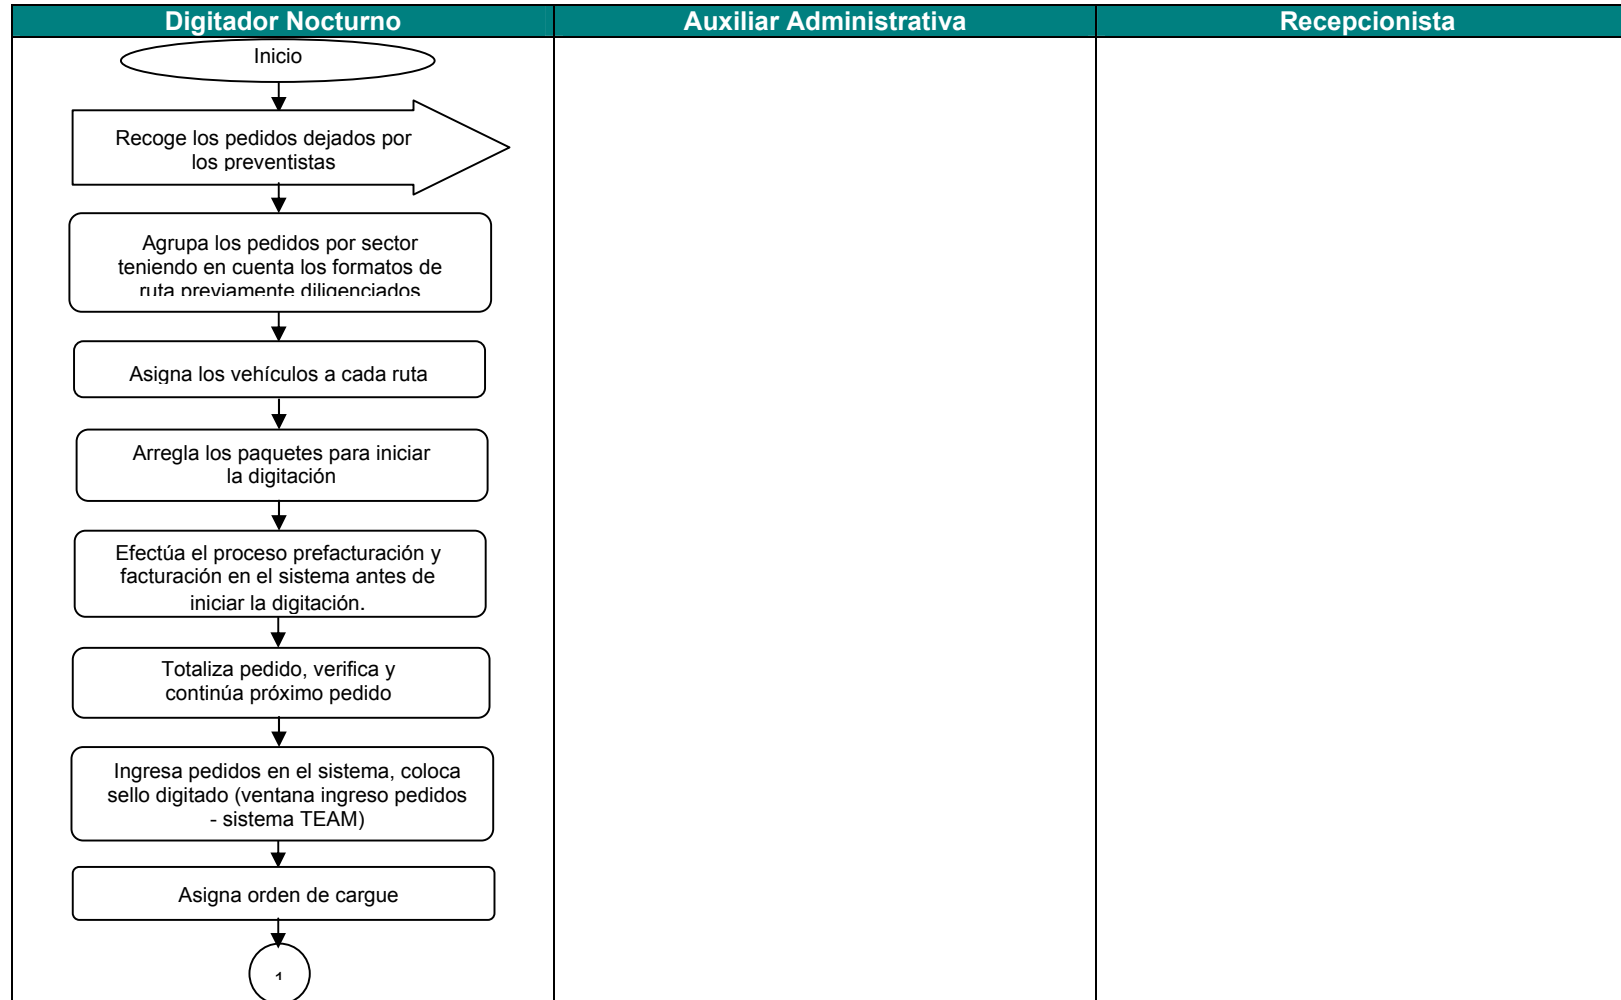 Digitador Nocturno
Auxiliar Administrativa
Recepcionista
Inicio
Recoge los pedidos dejados por
los preventistas
Agrupa los pedidos por sector
teniendo en cuenta los formatos de
ruta previamente diligenciados
Asigna los vehículos a cada ruta
Arregla los paquetes para iniciar
la digitación
Efectúa el proceso prefacturación y
facturación en el sistema antes de
iniciar la digitación.
Totaliza pedido, verifica y
continúa próximo pedido
Ingresa pedidos en el sistema, coloca
sello digitado (ventana ingreso pedidos
- sistema TEAM)
Asigna orden de cargue
1